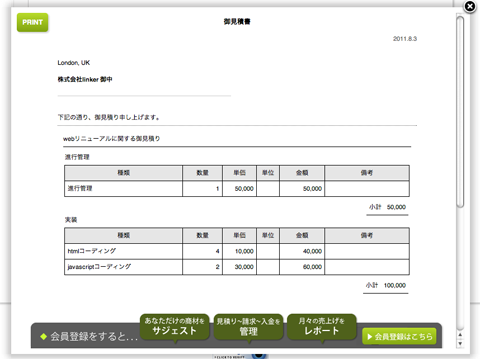 PRINT
御見積書
2011.8.3
London, UK
株式会社linker 御中
下記の通り、御見積り申し上げます。
webリニューアルに関する御見積り
進行管理
種類 数量 単価 単位 金額 備考
進行管理 1 50,000 50,000
小計 50,000
実装
種類 数量 単価 単位 金額 備考
htmlコーディング 4 10,000 40,000
javascriptコーディング 2 30,000 60,000
小計 100,000
会員登録をすると...
あなただけの商材を
サジェスト
見積り~請求~入金を
管理
月々の売上げを
レポート
会員登録はこちら